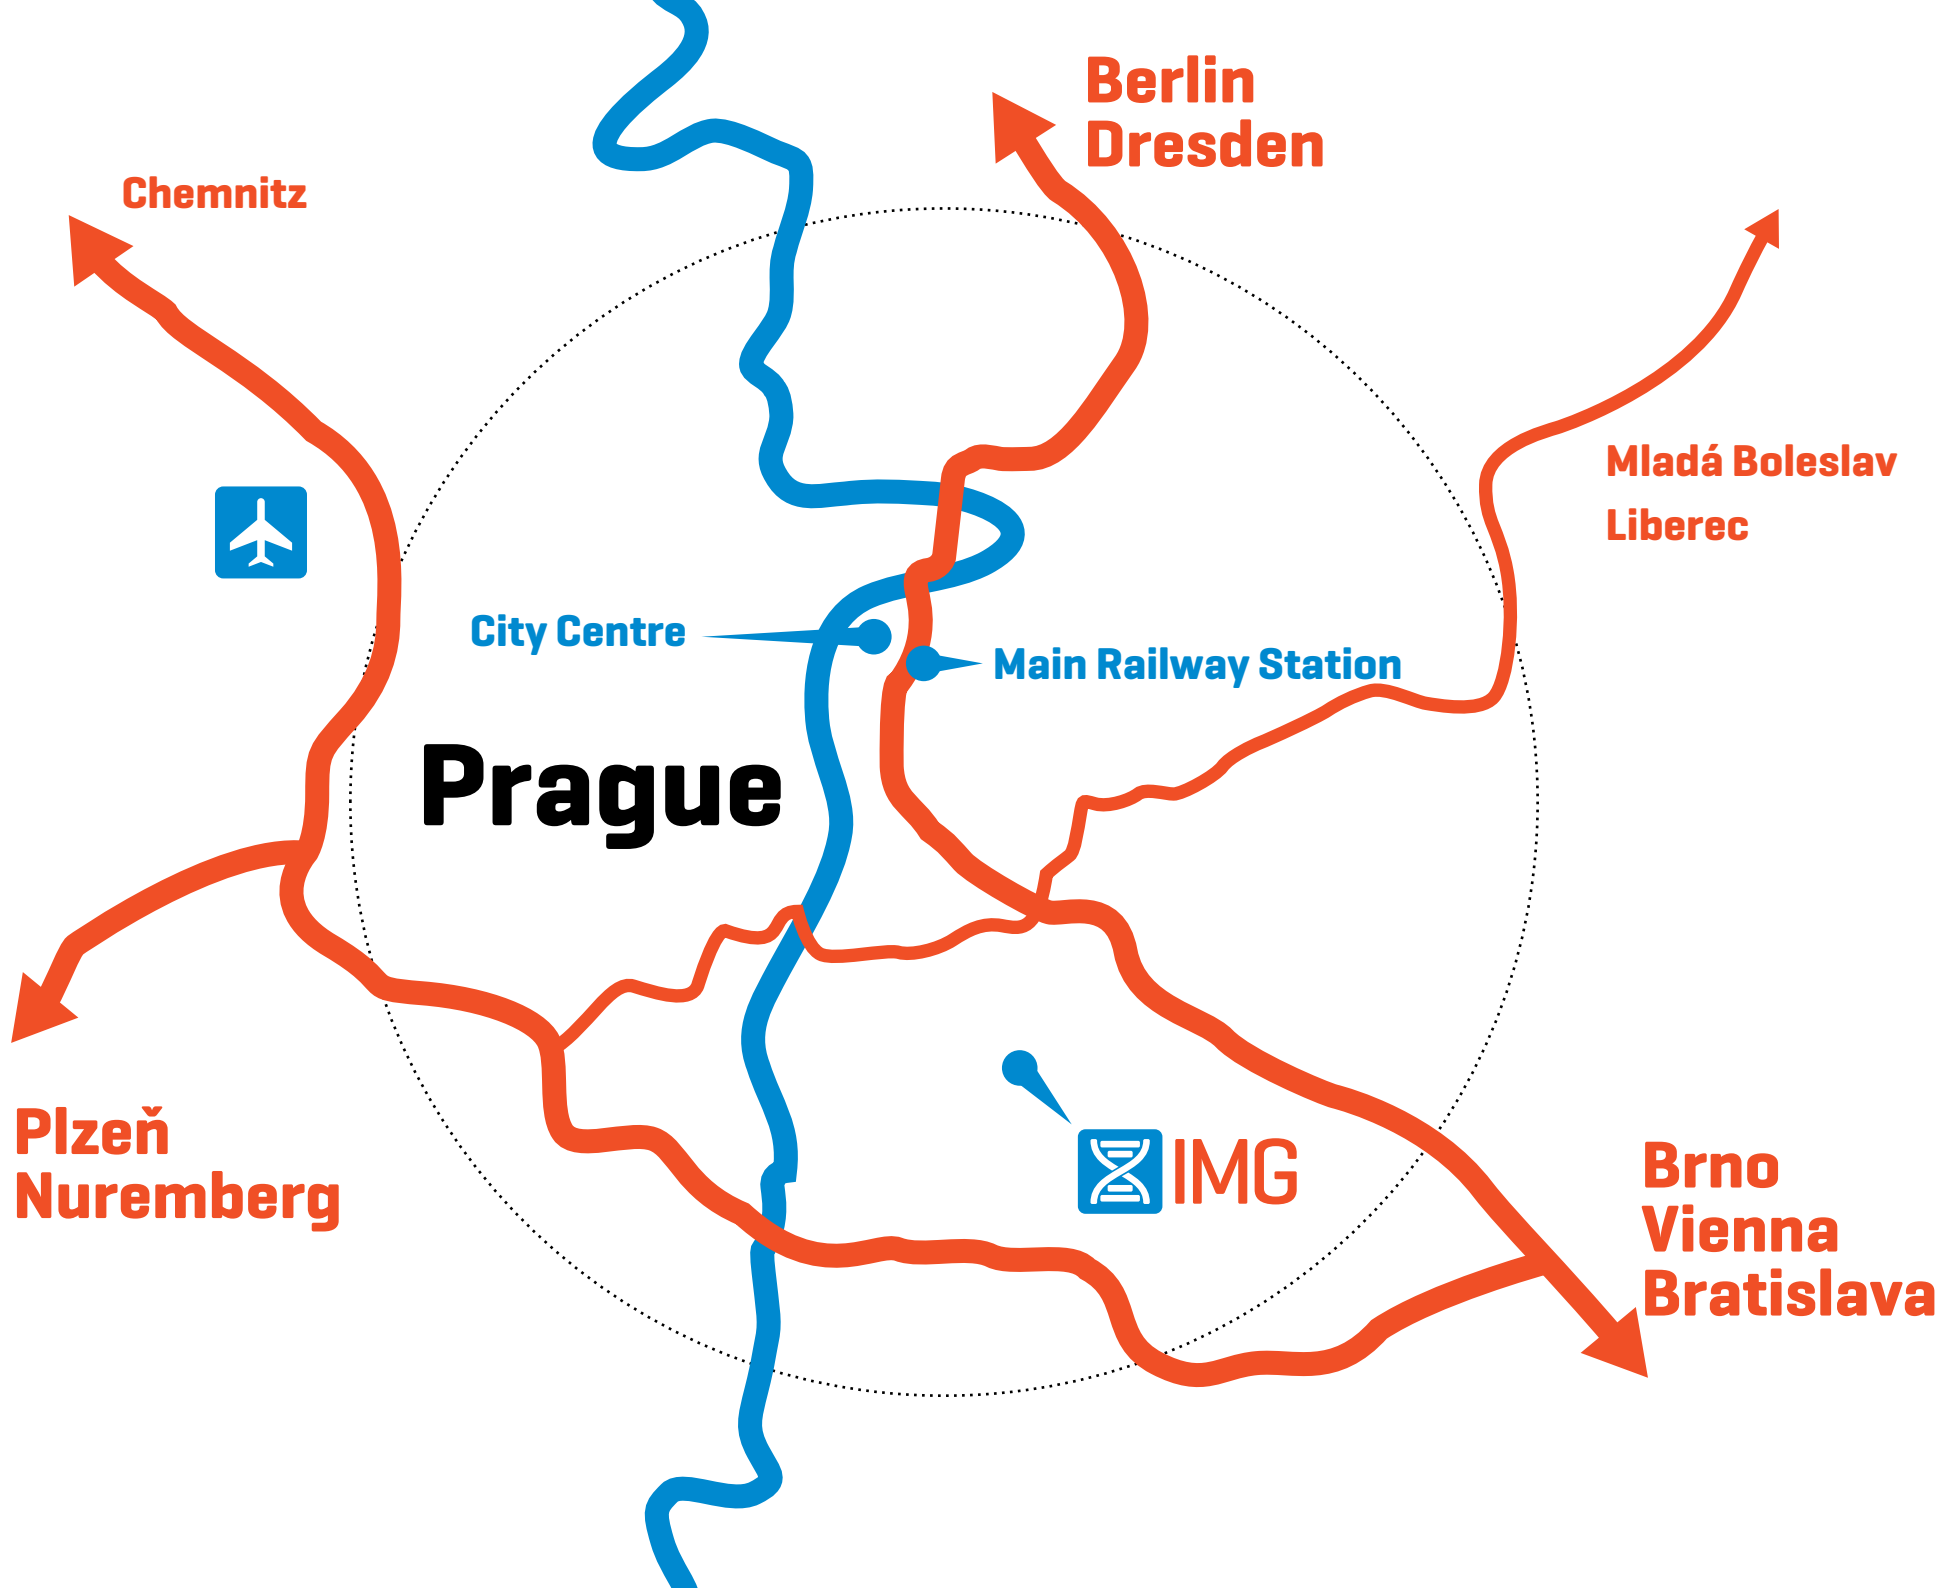 Berlin
Dresden
Chemnitz
Mladá Boleslav
Liberec
City Centre
Main Railway Station
Prague
Plzeň
Nuremberg
IMG
Brno
Vienna
Bratislava